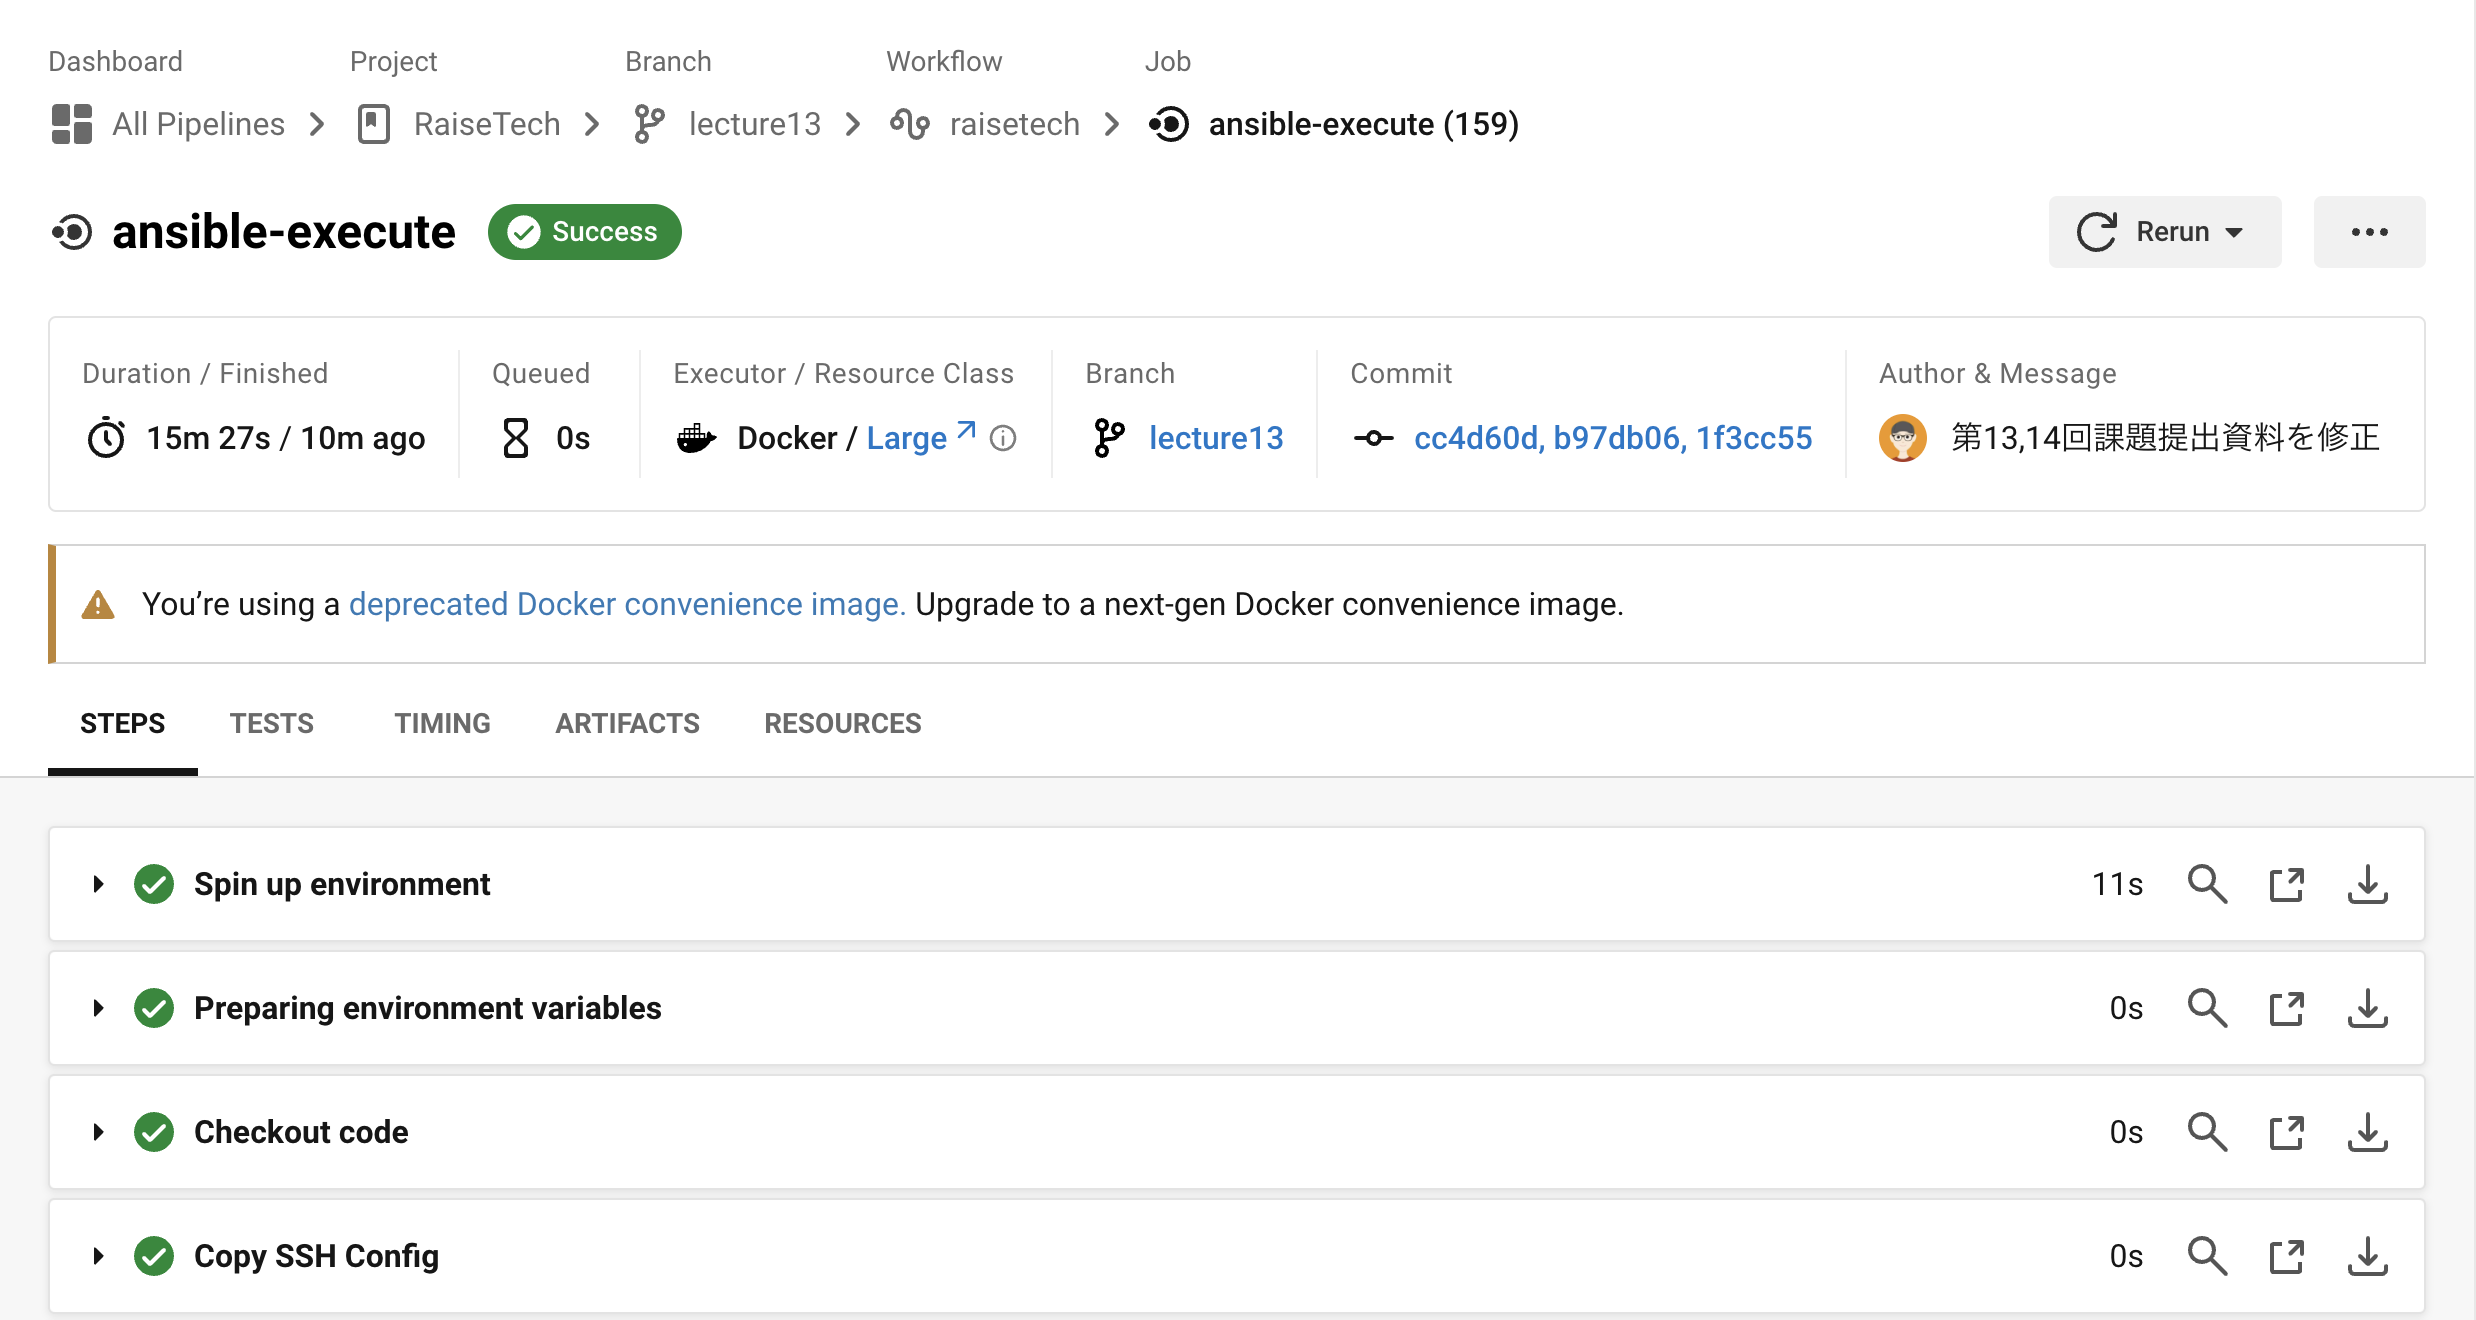 Dashboard Project Branch Workflow Job
All Pipelines RaiseTech lecture13 raisetech ansible-execute (159)
ansible-execute Success Rerun
Duration / Finished Queued Executor / Resource Class Branch Commit Author & Message
15m 27s / 10m ago 0s Docker / Large lecture13 cc4d60d, b97db06, 1f3cc55 第13,14回課題提出資料を修正
You’re using a deprecated Docker convenience image. Upgrade to a next-gen Docker convenience image.
STEPS TESTS TIMING ARTIFACTS RESOURCES
Spin up environment 11s
Preparing environment variables 0s
Checkout code 0s
Copy SSH Config 0s